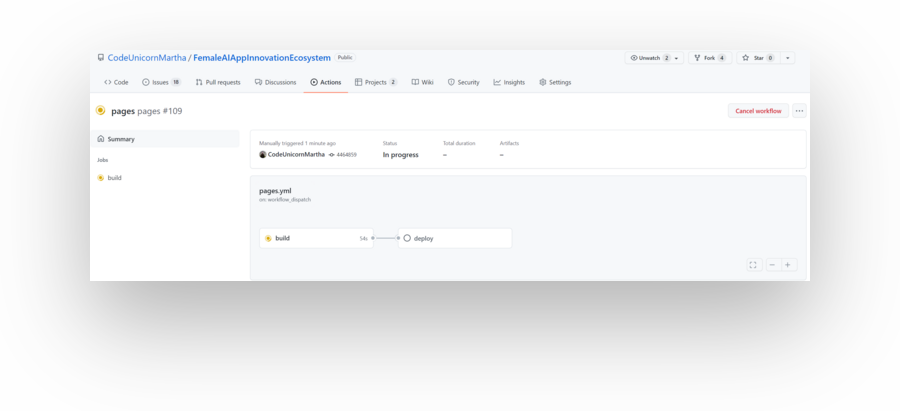 CodeUnicornMartha / FemaleAIAppInnovationEcosystem Public
Unwatch 2 Fork 4 Star 0
Code Issues 18 Pull requests Discussions Actions Projects 2 Wiki Security Insights Settings
pages pages #109
Cancel workflow
Summary
Jobs
build
Manually triggered 1 minute ago Status Total duration Artifacts
CodeUnicornMartha 4464859 In progress – –
pages.yml
on: workflow_dispatch
build 54s deploy